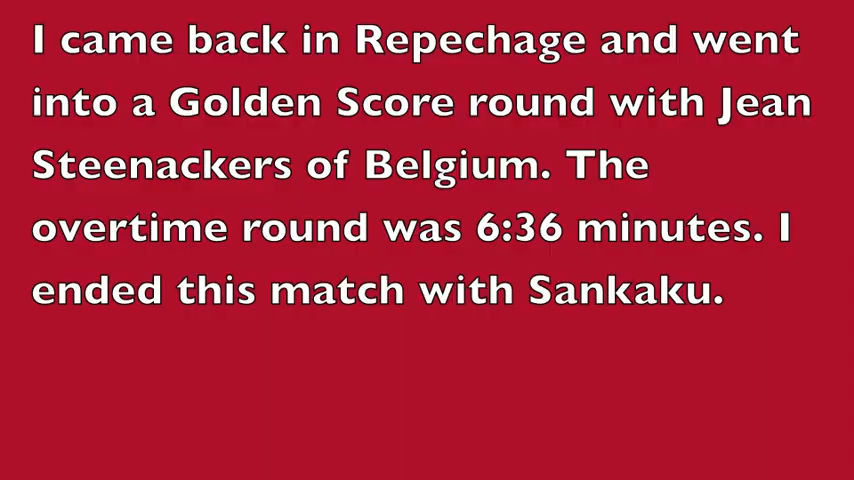 I came back in Repechage and went
into a Golden Score round with Jean
Steenackers of Belgium. The
overtime round was 6:36 minutes. I
ended this match with Sankaku.